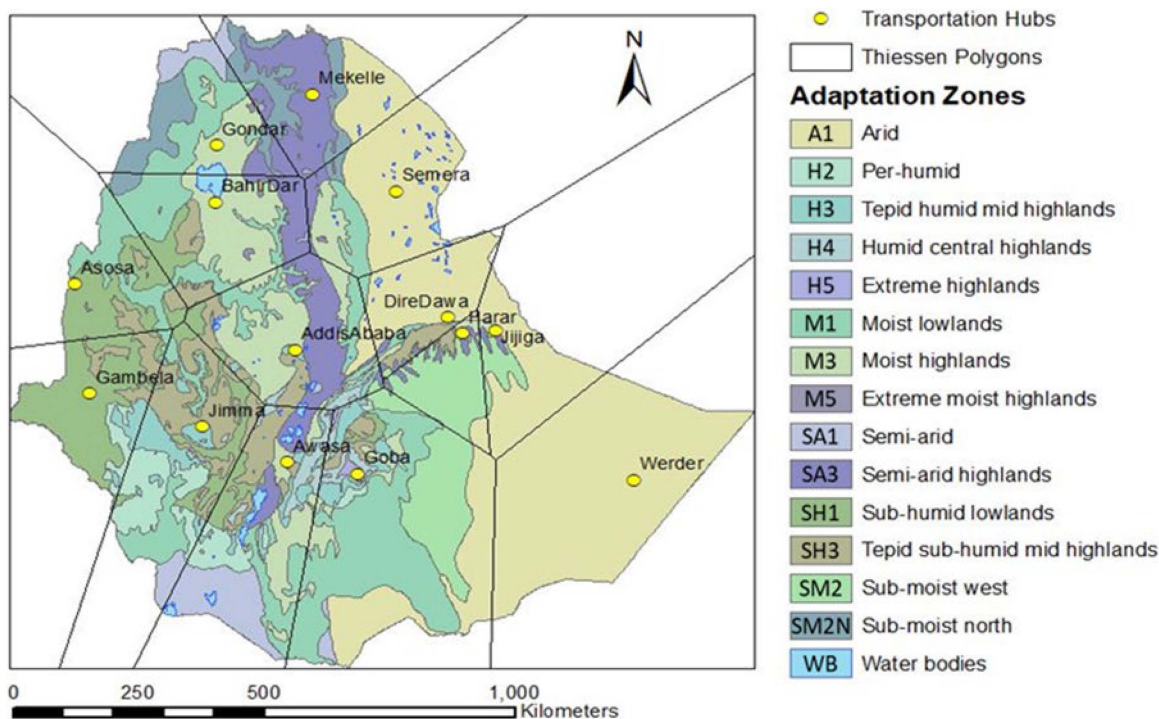 Transportation Hubs
Thiessen Polygons
Adaptation Zones
A1 Arid
H2 Per-humid
H3 Tepid humid mid highlands
H4 Humid central highlands
H5 Extreme highlands
M1 Moist lowlands
M3 Moist highlands
M5 Extreme moist highlands
SA1 Semi-arid
SA3 Semi-arid highlands
SH1 Sub-humid lowlands
SH3 Tepid sub-humid mid highlands
SM2 Sub-moist west
SM2N Sub-moist north
WB Water bodies
N
Mekelle
Gondar
BahirDar
Semera
Asosa
DireDawa
Harar
Jijiga
AddisAbaba
Gambela
Jimma
Awasa
Goba
Werder
0 250 500 1,000
Kilometers